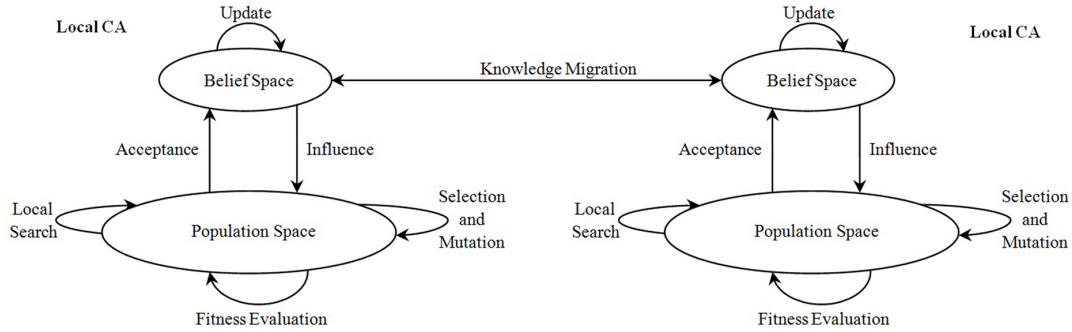 Update
Local CA
Belief Space
Acceptance
Influence
Local
Search
Population Space
Selection
and
Mutation
Fitness Evaluation
Knowledge Migration
Update
Local CA
Belief Space
Acceptance
Influence
Local
Search
Population Space
Selection
and
Mutation
Fitness Evaluation